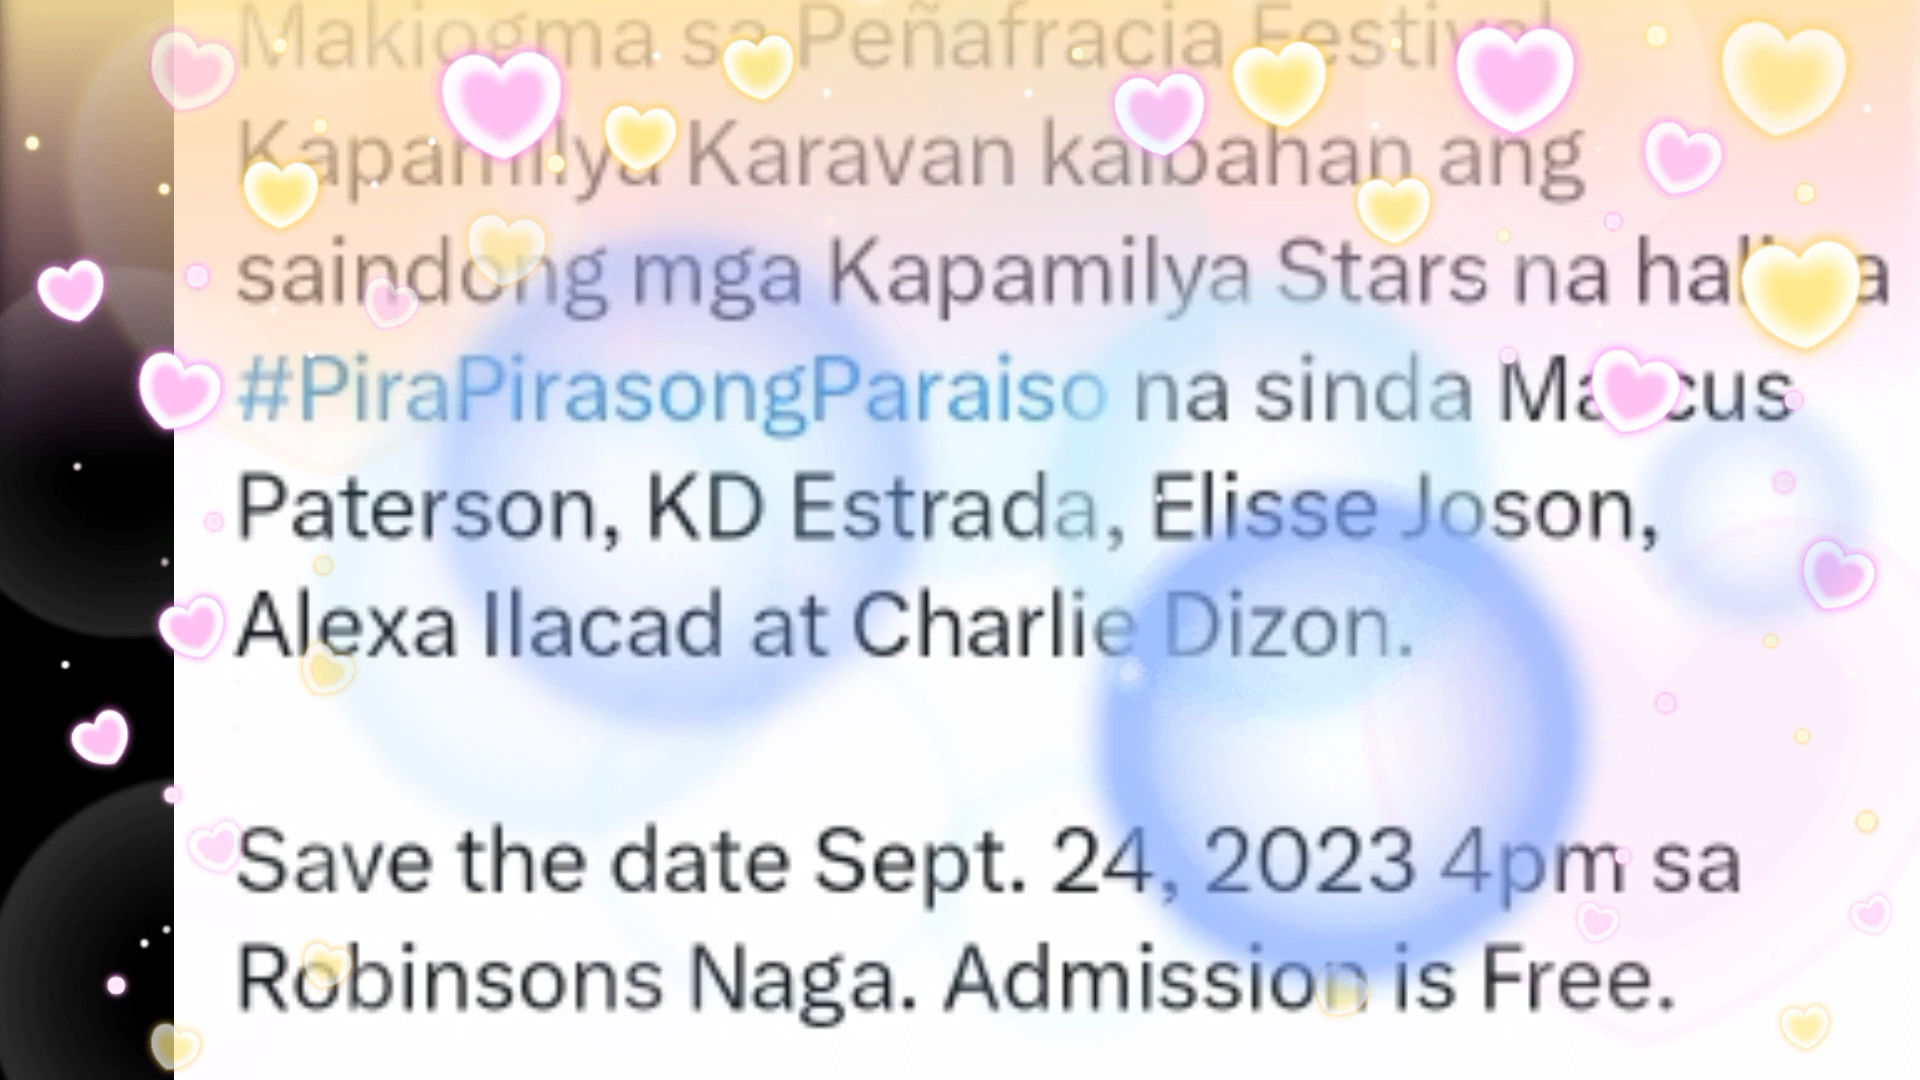 Makiogma sa Peñafracia Festival
Kapamilya Karavan kaibahan ang
saindong mga Kapamilya Stars na hali sa
#PiraPirasongParaiso na sinda Marcus
Paterson, KD Estrada, Elisse Joson,
Alexa Ilacad at Charlie Dizon.
Save the date Sept. 24, 2023 4pm sa
Robinsons Naga. Admission is Free.